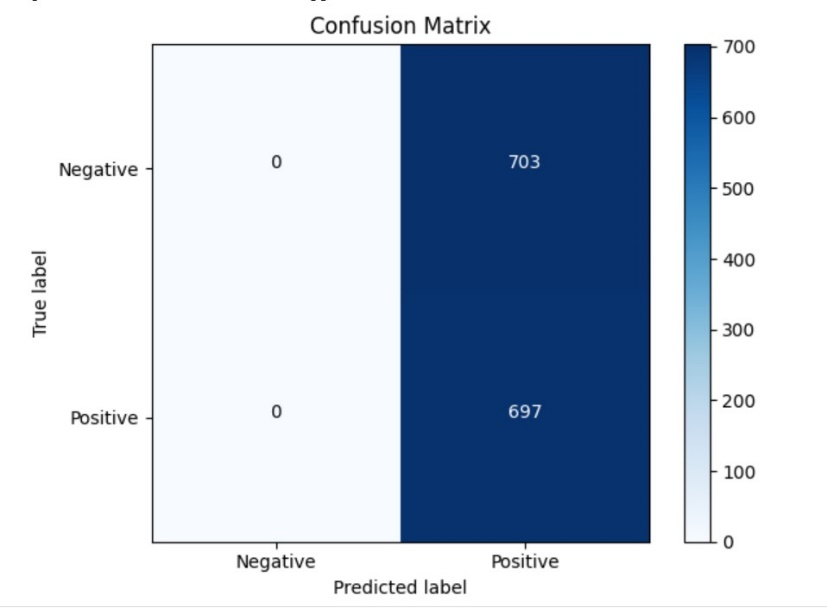 Confusion Matrix
Negative
0
703
Positive
0
697
Negative
Positive
Predicted label
True label
700
600
500
400
300
200
100
0